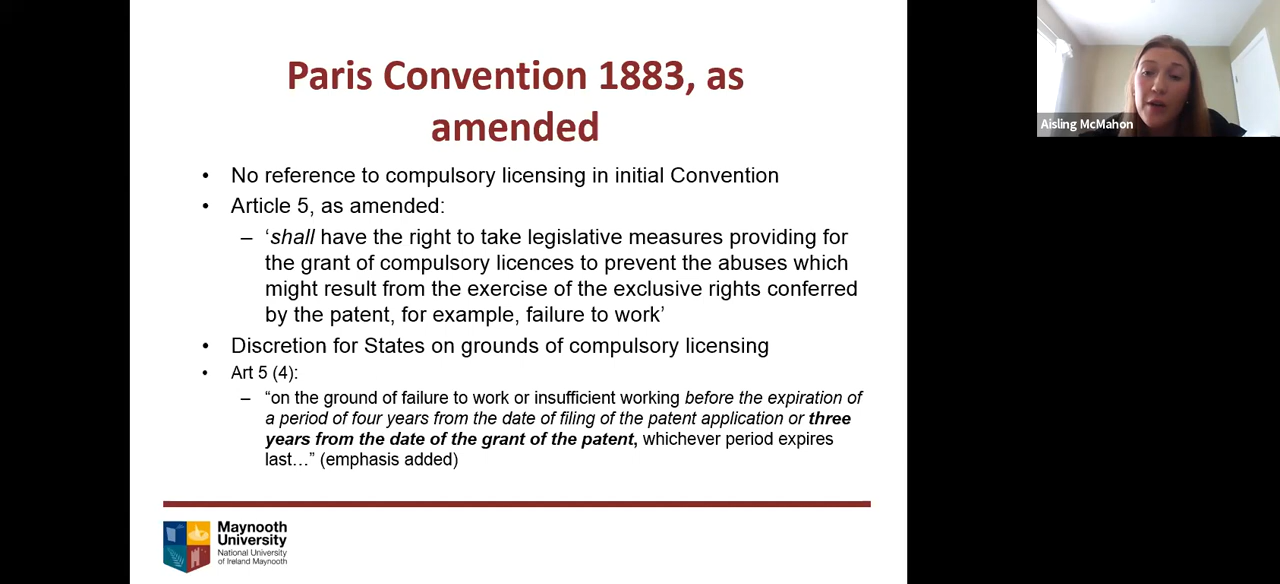 Paris Convention 1883, as
amended
• No reference to compulsory licensing in initial Convention
• Article 5, as amended:
– ‘shall have the right to take legislative measures providing for
the grant of compulsory licences to prevent the abuses which
might result from the exercise of the exclusive rights conferred
by the patent, for example, failure to work’
• Discretion for States on grounds of compulsory licensing
• Art 5 (4):
– “on the ground of failure to work or insufficient working before the expiration of
a period of four years from the date of filing of the patent application or three
years from the date of the grant of the patent, whichever period expires
last…” (emphasis added)
Maynooth
University
National University
of Ireland Maynooth
Aisling McMahon